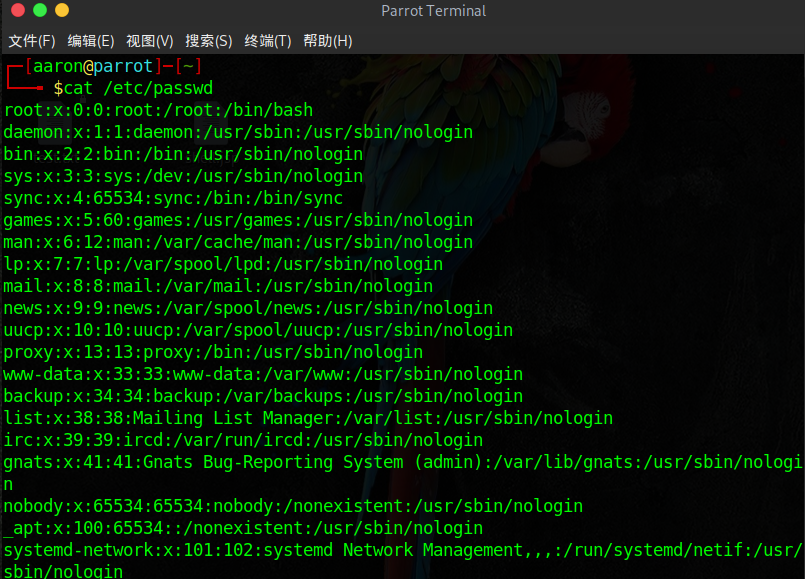 Parrot Terminal
文件(F) 编辑(E) 视图(V) 搜索(S) 终端(T) 帮助(H)
┌─[aaron@parrot]─[~]
└──╼ $cat /etc/passwd
root:x:0:0:root:/root:/bin/bash
daemon:x:1:1:daemon:/usr/sbin:/usr/sbin/nologin
bin:x:2:2:bin:/bin:/usr/sbin/nologin
sys:x:3:3:sys:/dev:/usr/sbin/nologin
sync:x:4:65534:sync:/bin:/bin/sync
games:x:5:60:games:/usr/games:/usr/sbin/nologin
man:x:6:12:man:/var/cache/man:/usr/sbin/nologin
lp:x:7:7:lp:/var/spool/lpd:/usr/sbin/nologin
mail:x:8:8:mail:/var/mail:/usr/sbin/nologin
news:x:9:9:news:/var/spool/news:/usr/sbin/nologin
uucp:x:10:10:uucp:/var/spool/uucp:/usr/sbin/nologin
proxy:x:13:13:proxy:/bin:/usr/sbin/nologin
www-data:x:33:33:www-data:/var/www:/usr/sbin/nologin
backup:x:34:34:backup:/var/backups:/usr/sbin/nologin
list:x:38:38:Mailing List Manager:/var/list:/usr/sbin/nologin
irc:x:39:39:ircd:/var/run/ircd:/usr/sbin/nologin
gnats:x:41:41:Gnats Bug-Reporting System (admin):/var/lib/gnats:/usr/sbin/nologi
n
nobody:x:65534:65534:nobody:/nonexistent:/usr/sbin/nologin
_apt:x:100:65534::/nonexistent:/usr/sbin/nologin
systemd-network:x:101:102:systemd Network Management,,,:/run/systemd/netif:/usr/
sbin/nologin